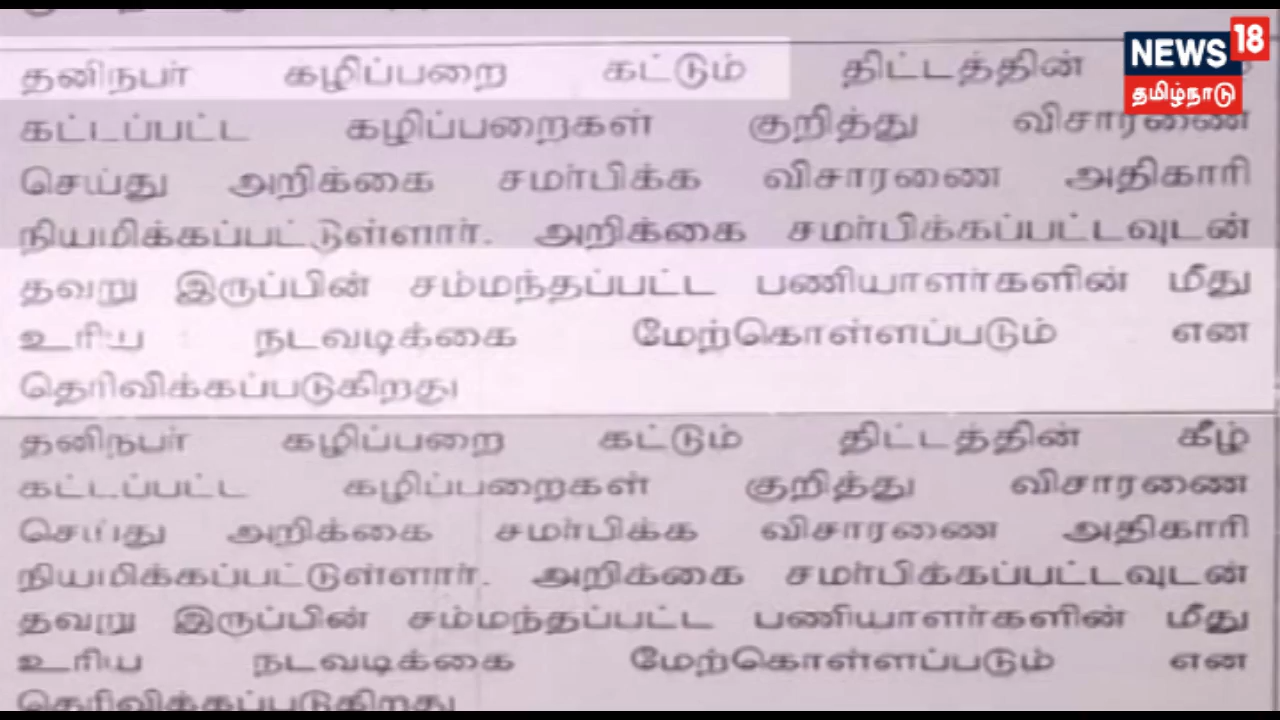 NEWS 18
தமிழ்நாடு
தனிநபர் கழிப்பறை கட்டும் திட்டத்தின்
கட்டப்பட்ட கழிப்பறைகள் குறித்து விசாரணை
செய்து அறிக்கை சமர்பிக்க விசாரணை அதிகாரி
நியமிக்கப்பட்டுள்ளார். அறிக்கை சமர்பிக்கப்பட்டவுடன்
தவறு இருப்பின் சம்மந்தப்பட்ட பணியாளர்களின் மீது
உரிய நடவடிக்கை மேற்கொள்ளப்படும் என
தெரிவிக்கப்படுகிறது
தனிநபர் கழிப்பறை கட்டும் திட்டத்தின் கீழ்
கட்டப்பட்ட கழிப்பறைகள் குறித்து விசாரணை
செய்து அறிக்கை சமர்பிக்க விசாரணை அதிகாரி
நியமிக்கப்பட்டுள்ளார். அறிக்கை சமர்பிக்கப்பட்டவுடன்
தவறு இருப்பின் சம்மந்தப்பட்ட பணியாளர்களின் மீது
உரிய நடவடிக்கை மேற்கொள்ளப்படும் என
தெரிவிக்கப்படுகிறது